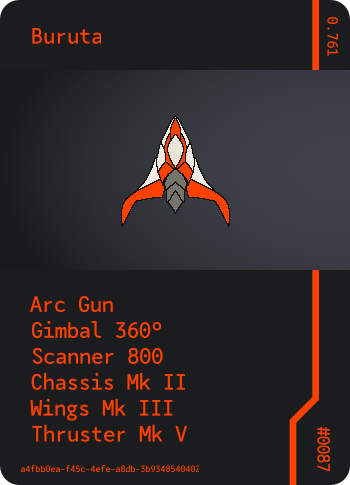 Buruta
0.761
Arc Gun
Gimbal 360°
Scanner 800
Chassis Mk II
Wings Mk III
Thruster Mk V
#0087
a4fbb0ea-f45c-4efe-a8db-3b9348540402